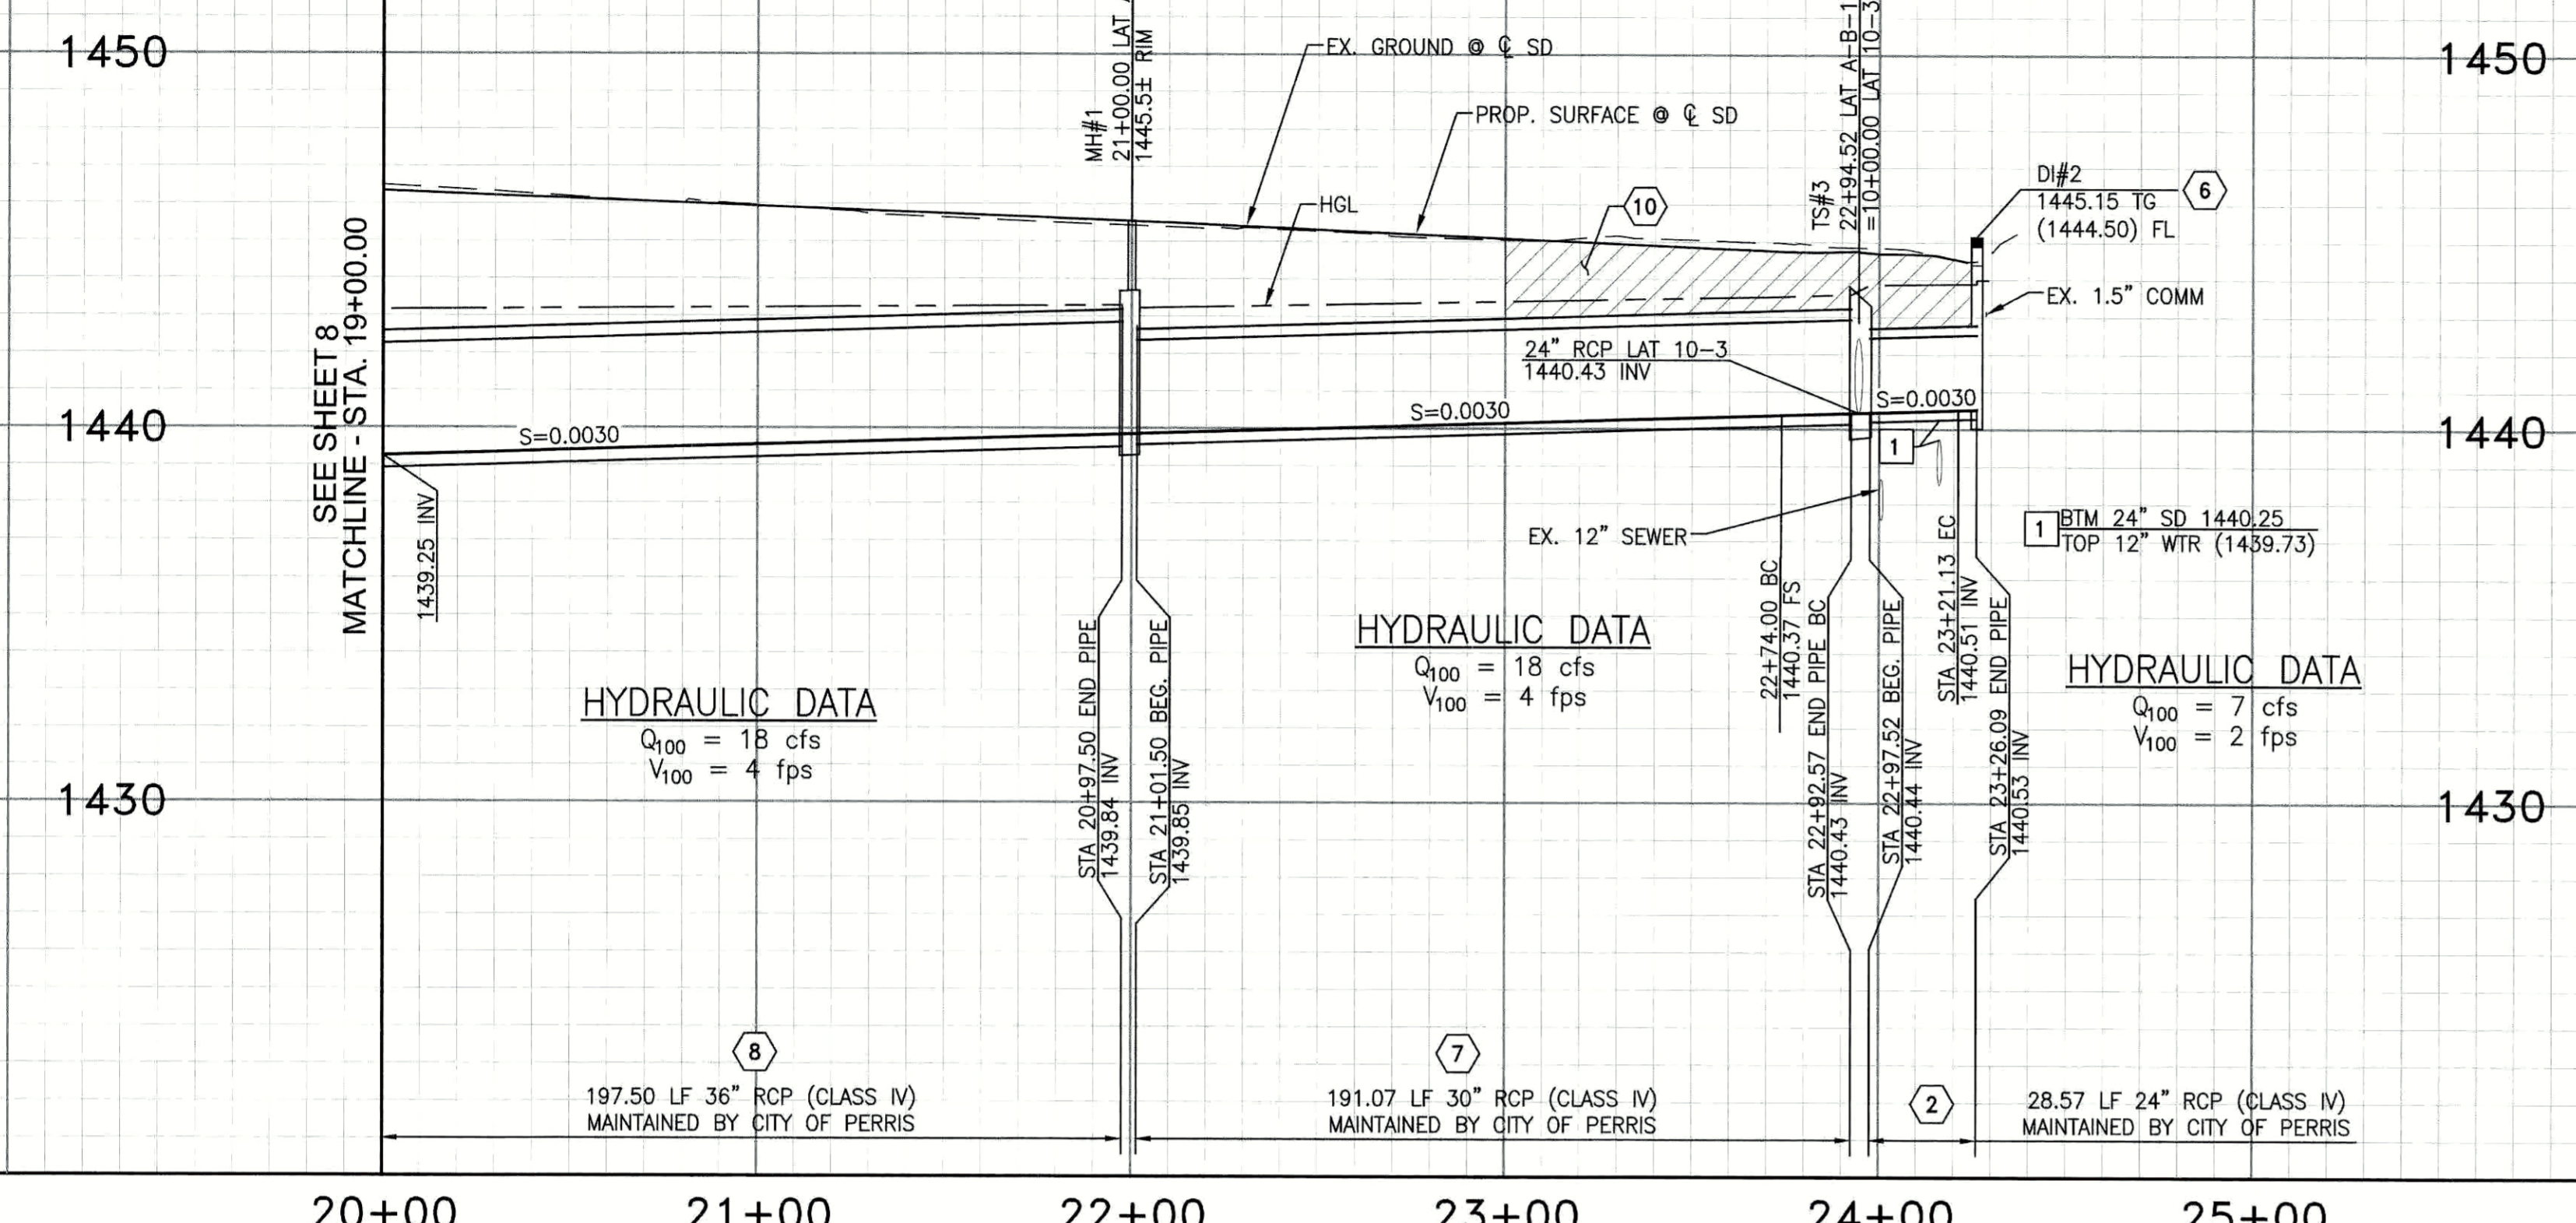 1450
1450
EX. GROUND @ ℄ SD
PROP. SURFACE @ ℄ SD
HGL
10
MH#1
21+00.00 LAT
1445.5± RIM
TS#3
22+94.52 LAT A-B-1
=10+00.00 LAT 10-3
DI#2
1445.15 TG
(1444.50) FL
6
EX. 1.5" COMM
SEE SHEET 8
MATCHLINE - STA. 19+00.00
24" RCP LAT 10-3
1440.43 INV
1440
1440
S=0.0030
S=0.0030
S=0.0030
1
1439.25 INV
EX. 12" SEWER
1
BTM 24" SD 1440.25
TOP 12" WTR (1439.73)
22+74.00 BC
1440.37 FS
STA 23+21.13 EC
1440.51 INV
STA 20+97.50 END PIPE
1439.84 INV
STA 21+01.50 BEG. PIPE
1439.85 INV
STA 22+92.57 END PIPE BC
1440.43 INV
STA 22+97.52 BEG. PIPE
1440.44 INV
STA 23+26.09 END PIPE
1440.53 INV
HYDRAULIC DATA
Q100 = 18 cfs
V100 = 4 fps
HYDRAULIC DATA
Q100 = 18 cfs
V100 = 4 fps
HYDRAULIC DATA
Q100 = 7 cfs
V100 = 2 fps
1430
1430
8
197.50 LF 36" RCP (CLASS IV)
MAINTAINED BY CITY OF PERRIS
7
191.07 LF 30" RCP (CLASS IV)
MAINTAINED BY CITY OF PERRIS
2
28.57 LF 24" RCP (CLASS IV)
MAINTAINED BY CITY OF PERRIS
20+00
21+00
22+00
23+00
24+00
25+00